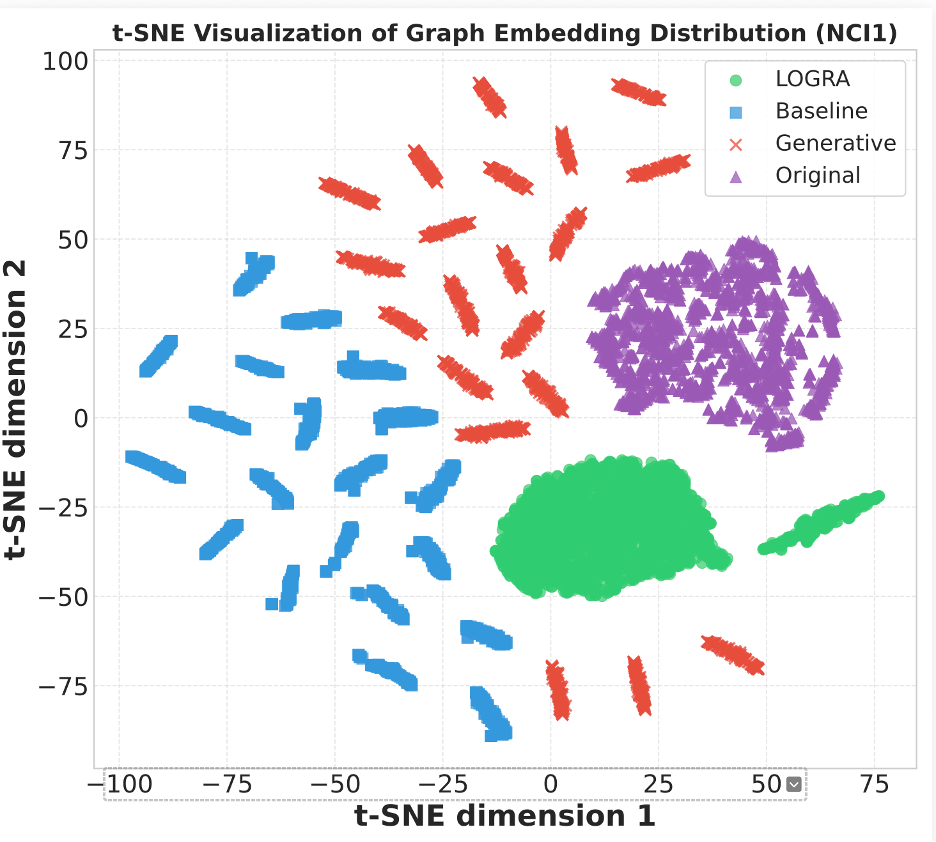 t-SNE Visualization of Graph Embedding Distribution (NCI1)
LOGRA
Baseline
Generative
Original
100
75
50
25
0
−25
−50
−75
t-SNE dimension 2
−100 −75 −50 −25 0 25 50 75
t-SNE dimension 1